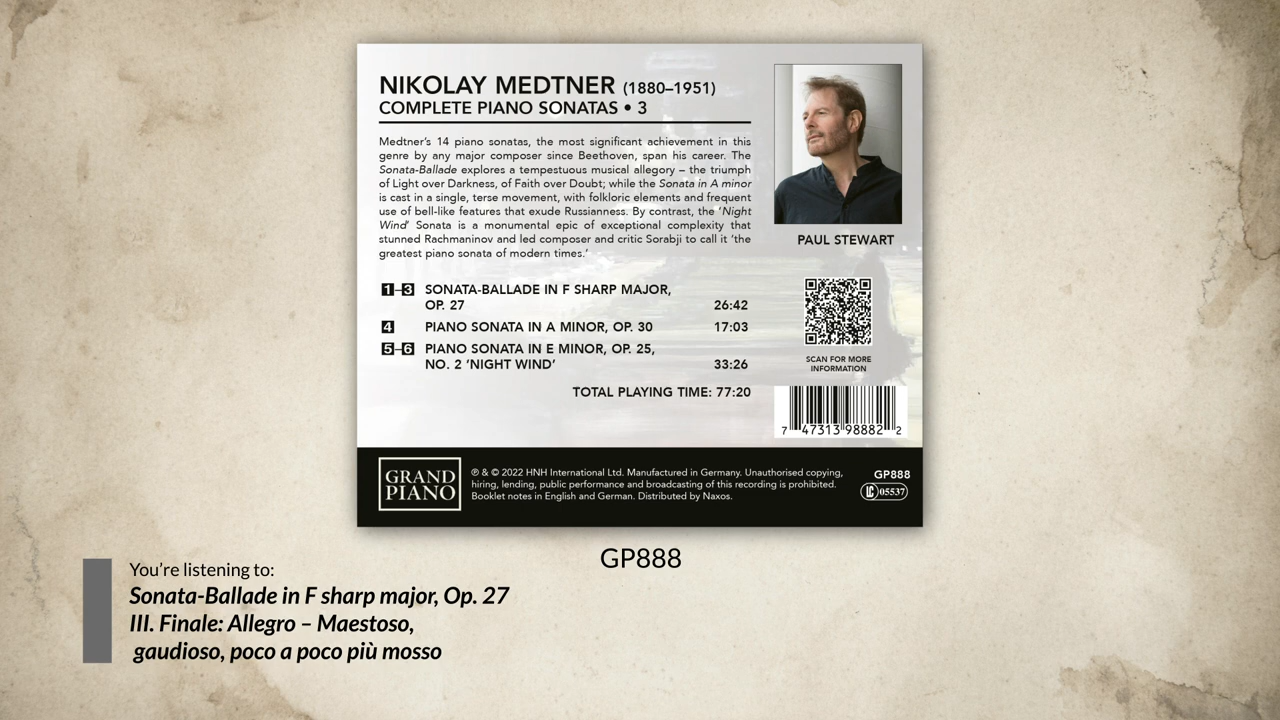 NIKOLAY MEDTNER (1880–1951)
COMPLETE PIANO SONATAS • 3
Medtner's 14 piano sonatas, the most significant achievement in this
genre by any major composer since Beethoven, span his career. The
Sonata-Ballade explores a tempestuous musical allegory – the triumph
of Light over Darkness, of Faith over Doubt; while the Sonata in A minor
is cast in a single, terse movement, with folkloric elements and frequent
use of bell-like features that exude Russianness. By contrast, the 'Night
Wind' Sonata is a monumental epic of exceptional complexity that
stunned Rachmaninov and led composer and critic Sorabji to call it 'the
greatest piano sonata of modern times.'
PAUL STEWART
1–3 SONATA-BALLADE IN F SHARP MAJOR,
OP. 27 26:42
4 PIANO SONATA IN A MINOR, OP. 30 17:03
5–6 PIANO SONATA IN E MINOR, OP. 25,
NO. 2 'NIGHT WIND' 33:26
TOTAL PLAYING TIME: 77:20
SCAN FOR MORE
INFORMATION
7 47313 98882 2
GRAND
PIANO
℗ & © 2022 HNH International Ltd. Manufactured in Germany. Unauthorised copying,
hiring, lending, public performance and broadcasting of this recording is prohibited.
Booklet notes in English and German. Distributed by Naxos.
GP888
LC 05537
GP888
You're listening to:
Sonata-Ballade in F sharp major, Op. 27
III. Finale: Allegro – Maestoso,
gaudioso, poco a poco più mosso